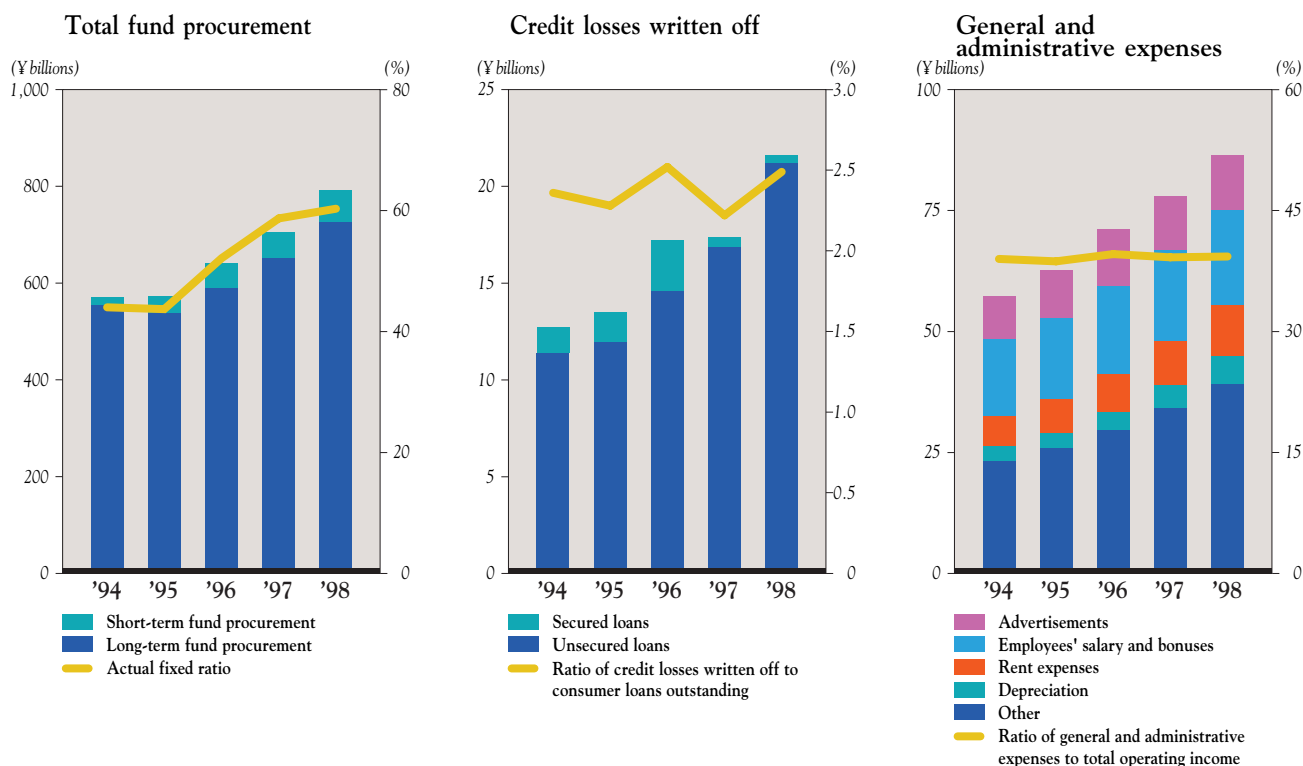 Total fund procurement
(¥ billions)
(%)
1,000
800
600
400
200
0
80
60
40
20
0
’94 ’95 ’96 ’97 ’98
Short-term fund procurement
Long-term fund procurement
Actual fixed ratio
Credit losses written off
(¥ billions)
(%)
25
20
15
10
5
0
3.0
2.5
2.0
1.5
1.0
0.5
0
’94 ’95 ’96 ’97 ’98
Secured loans
Unsecured loans
Ratio of credit losses written off to
consumer loans outstanding
General and
administrative expenses
(¥ billions)
(%)
100
75
50
25
0
60
45
30
15
0
’94 ’95 ’96 ’97 ’98
Advertisements
Employees' salary and bonuses
Rent expenses
Depreciation
Other
Ratio of general and administrative
expenses to total operating income